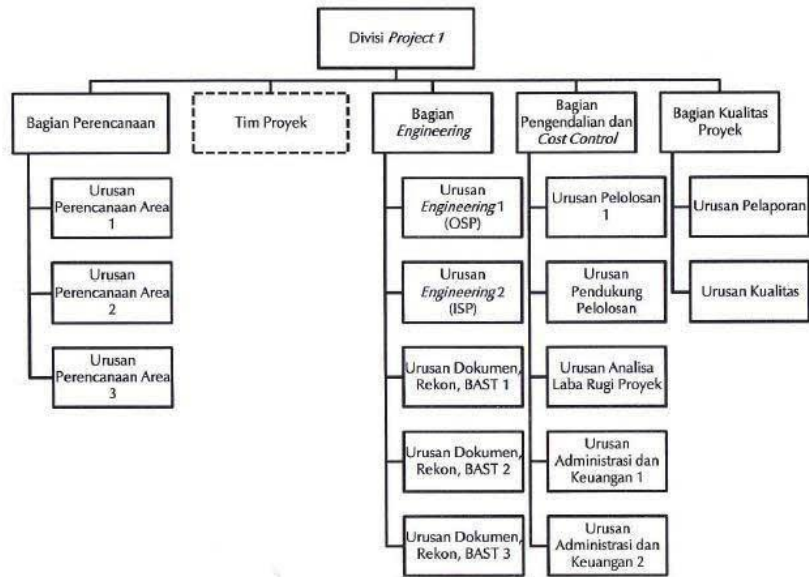 Divisi Project 1
Bagian Perencanaan
Tim Proyek
Bagian
Engineering
Bagian
Pengendalian dan
Cost Control
Bagian Kualitas
Proyek
Urusan
Perencanaan Area
1
Urusan
Perencanaan Area
2
Urusan
Perencanaan Area
3
Urusan
Engineering 1
(OSP)
Urusan
Engineering 2
(ISP)
Urusan Dokumen,
Rekon, BAST 1
Urusan Dokumen,
Rekon, BAST 2
Urusan Dokumen,
Rekon, BAST 3
Urusan Pelolosan
1
Urusan
Pendukung
Pelolosan
Urusan Analisa
Laba Rugi Proyek
Urusan
Administrasi dan
Keuangan 1
Urusan
Administrasi dan
Keuangan 2
Urusan Pelaporan
Urusan Kualitas